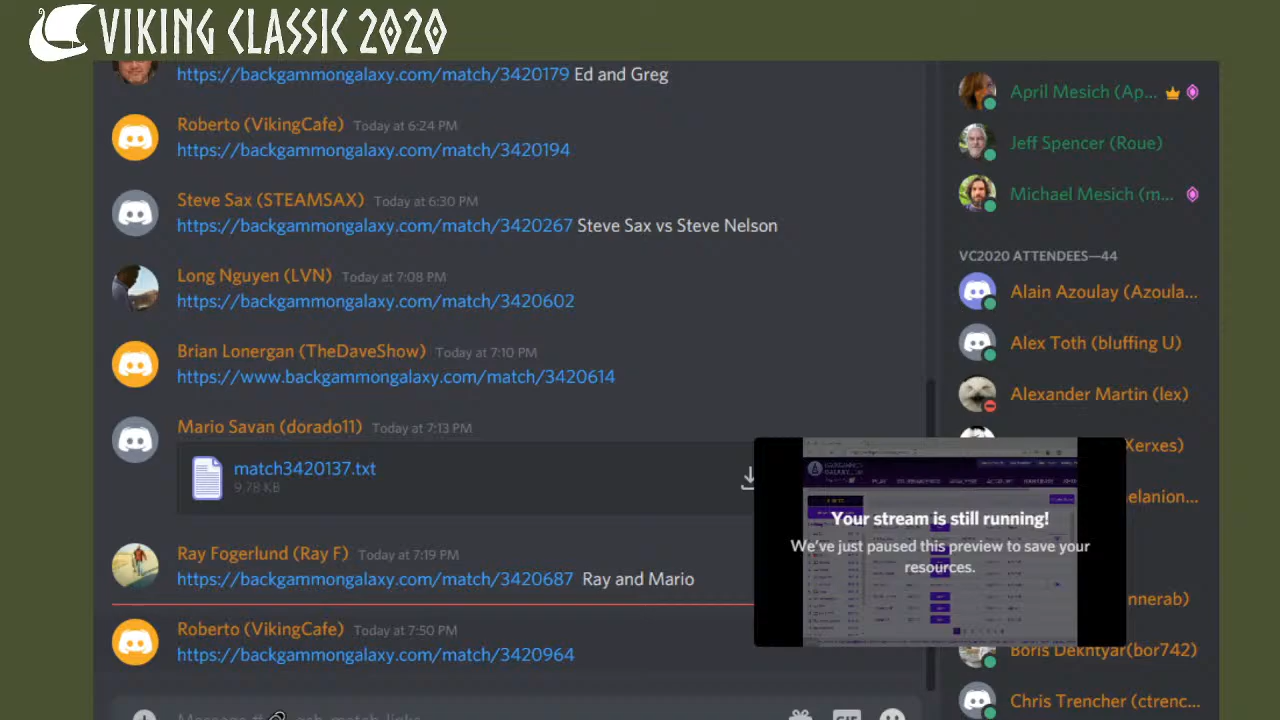 VIKING CLASSIC 2020
https://backgammongalaxy.com/match/3420179 Ed and Greg
Roberto (VikingCafe) Today at 6:24 PM
https://backgammongalaxy.com/match/3420194
Steve Sax (STEAMSAX) Today at 6:30 PM
https://backgammongalaxy.com/match/3420267 Steve Sax vs Steve Nelson
Long Nguyen (LVN) Today at 7:08 PM
https://backgammongalaxy.com/match/3420602
Brian Lonergan (TheDaveShow) Today at 7:10 PM
https://www.backgammongalaxy.com/match/3420614
Mario Savan (dorado11) Today at 7:13 PM
match3420137.txt
9.78 KB
Ray Fogerlund (Ray F) Today at 7:19 PM
https://backgammongalaxy.com/match/3420687 Ray and Mario
Roberto (VikingCafe) Today at 7:50 PM
https://backgammongalaxy.com/match/3420964
April Mesich (Ap...
Jeff Spencer (Roue)
Michael Mesich (m...
VC2020 ATTENDEES—44
Alain Azoulay (Azoula...
Alex Toth (bluffing U)
Alexander Martin (lex)
Xerxes)
elanion...
Your stream is still running!
We've just paused this preview to save your
resources.
nnerab)
Boris Dekhtyar(bor742)
Chris Trencher (ctrenc...